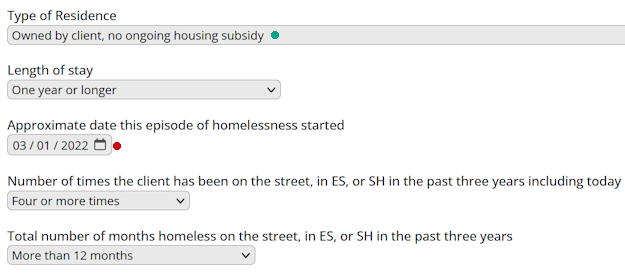 Type of Residence
Owned by client, no ongoing housing subsidy
Length of stay
One year or longer
Approximate date this episode of homelessness started
03 / 01 / 2022
Number of times the client has been on the street, in ES, or SH in the past three years including today
Four or more times
Total number of months homeless on the street, in ES, or SH in the past three years
More than 12 months